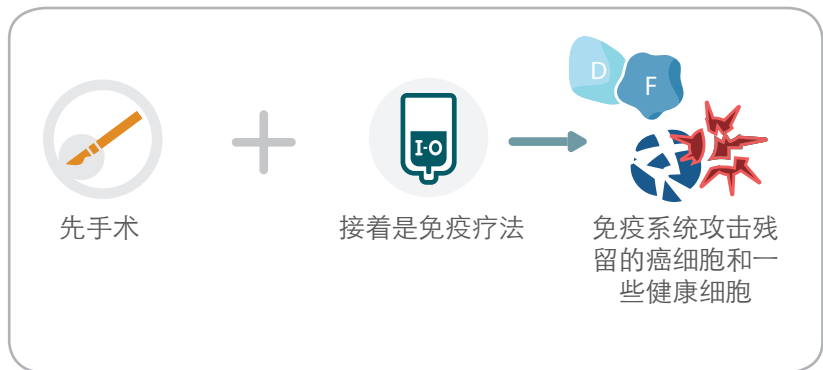 D
F
I-O
先手术
接着是免疫疗法
免疫系统攻击残
留的癌细胞和一
些健康细胞